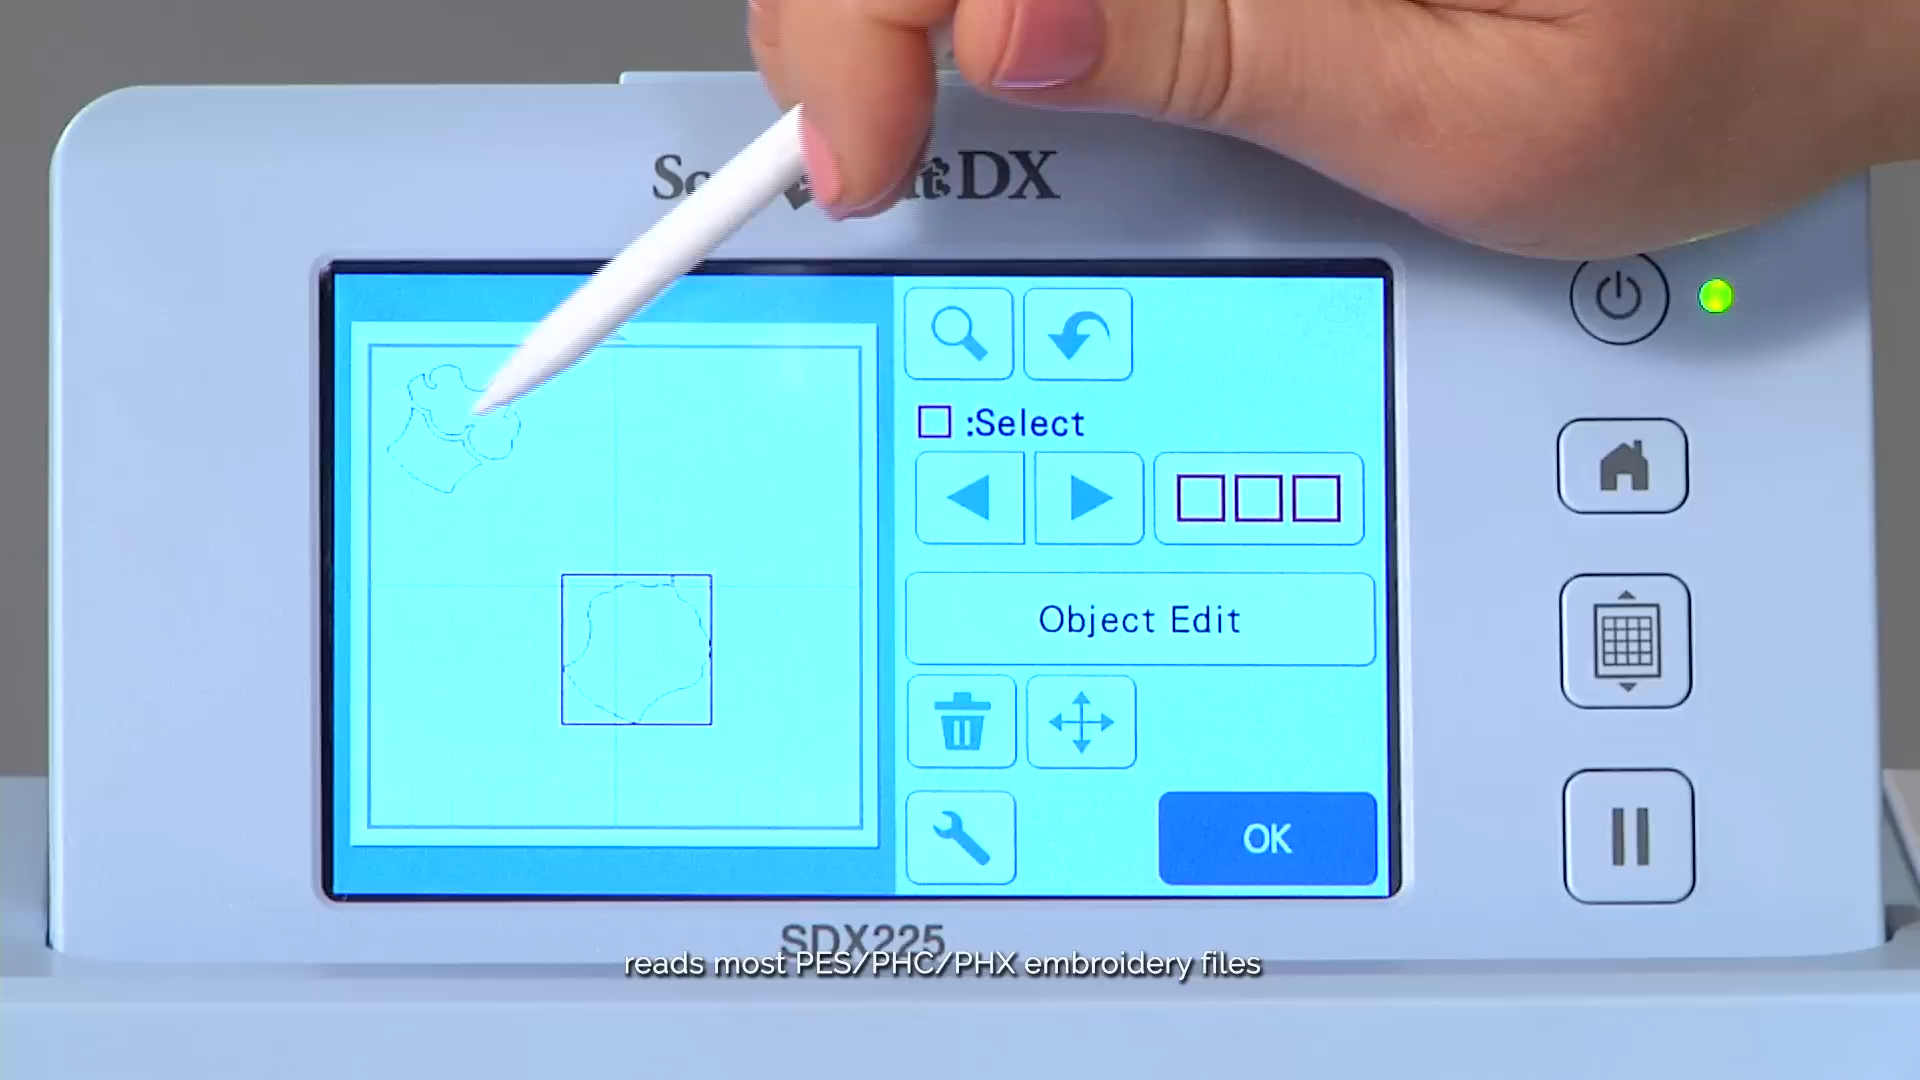 DX
:Select
Object Edit
OK
SDX225
reads most PES/PHC/PHX embroidery files